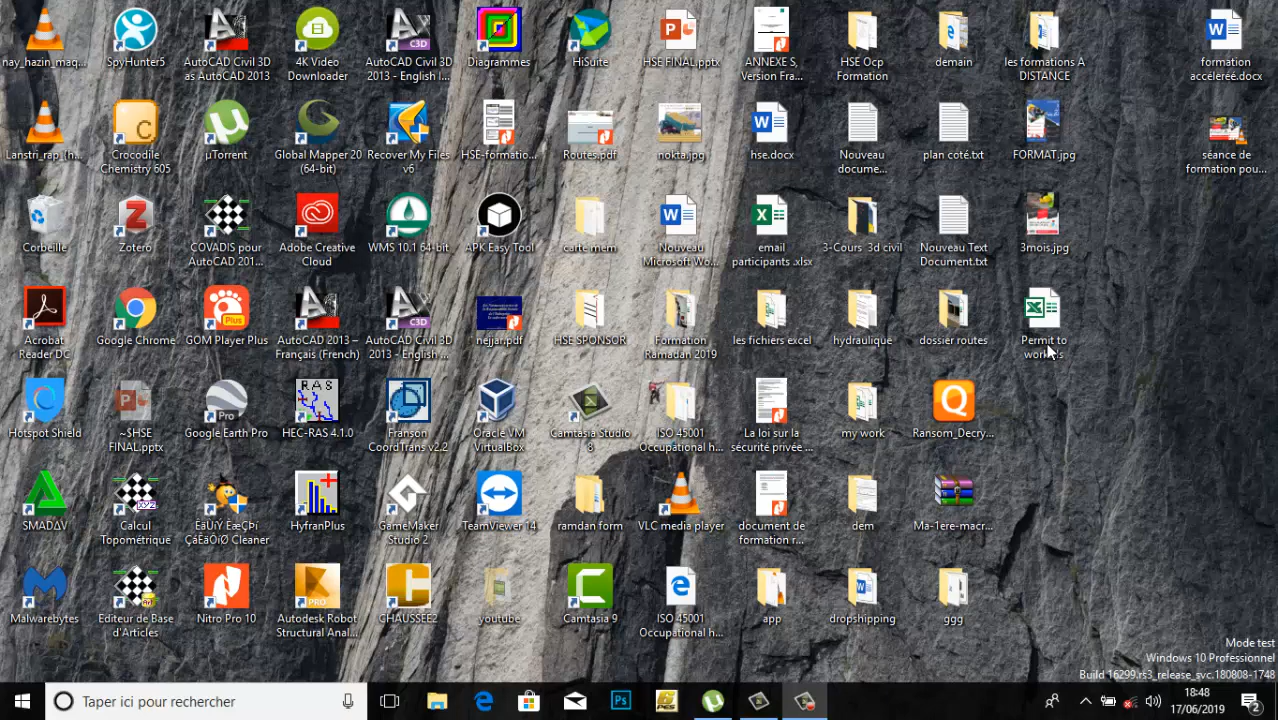 nay_hazin_maq...
SpyHunter5
AutoCAD Civil 3D
as AutoCAD 2013
4K Video
Downloader
AutoCAD Civil 3D
2013 - English I...
Diagrammes
HiSuite
HSE FINAL.pptx
ANNEXE S,
Version Fra...
HSE Ocp
Formation
demain
les formations A
DISTANCE
formation
accéleréé.docx
Crocodile
Chemistry 605
µTorrent
Global Mapper 20
(64-bit)
Recover My Files
v6
HSE-formatio...
Routes.pdf
nokta.jpg
hse.docx
Nouveau
docume...
plan coté.txt
FORMAT.jpg
séance de
formation pou...
Corbeille
Zotero
COVADIS pour
AutoCAD 201...
Adobe Creative
Cloud
WMS 10.1 64-bit
APK Easy Tool
carte mem
Nouveau
Microsoft Wo...
email
participants .xlsx
3-Cours 3d civil
Nouveau Text
Document.txt
3mois.jpg
Acrobat
Reader DC
Google Chrome
GOM Player Plus
AutoCAD 2013 –
Français (French)
AutoCAD Civil 3D
2013 - English ...
nejjar.pdf
HSE SPONSOR
Formation
Ramadan 2019
les fichiers excel
hydraulique
dossier routes
Permit to
Hotspot Shield
~$HSE
FINAL.pptx
Google Earth Pro
HEC-RAS 4.1.0
Franson
CoordTrans v2.2
Oracle VM
VirtualBox
Camtasia Studio
8
ISO 45001
Occupational h...
La loi sur la
sécurité privée ...
my work
Ransom_Decry...
SMADΔV
Calcul
Topométrique
Cleaner
HyfranPlus
GameMaker
Studio 2
TeamViewer 14
ramdan form
VLC media player
document de
formation r...
dem
Ma-1ere-macr...
Malwarebytes
Editeur de Base
d'Articles
Nitro Pro 10
Autodesk Robot
Structural Anal...
CHAUSSEE2
youtube
Camtasia 9
ISO 45001
Occupational h...
app
dropshipping
ggg
Mode test
Windows 10 Professionnel
Build 16299.rs3_release_svc.180808-1748
Taper ici pour rechercher
18:48
17/06/2019
2